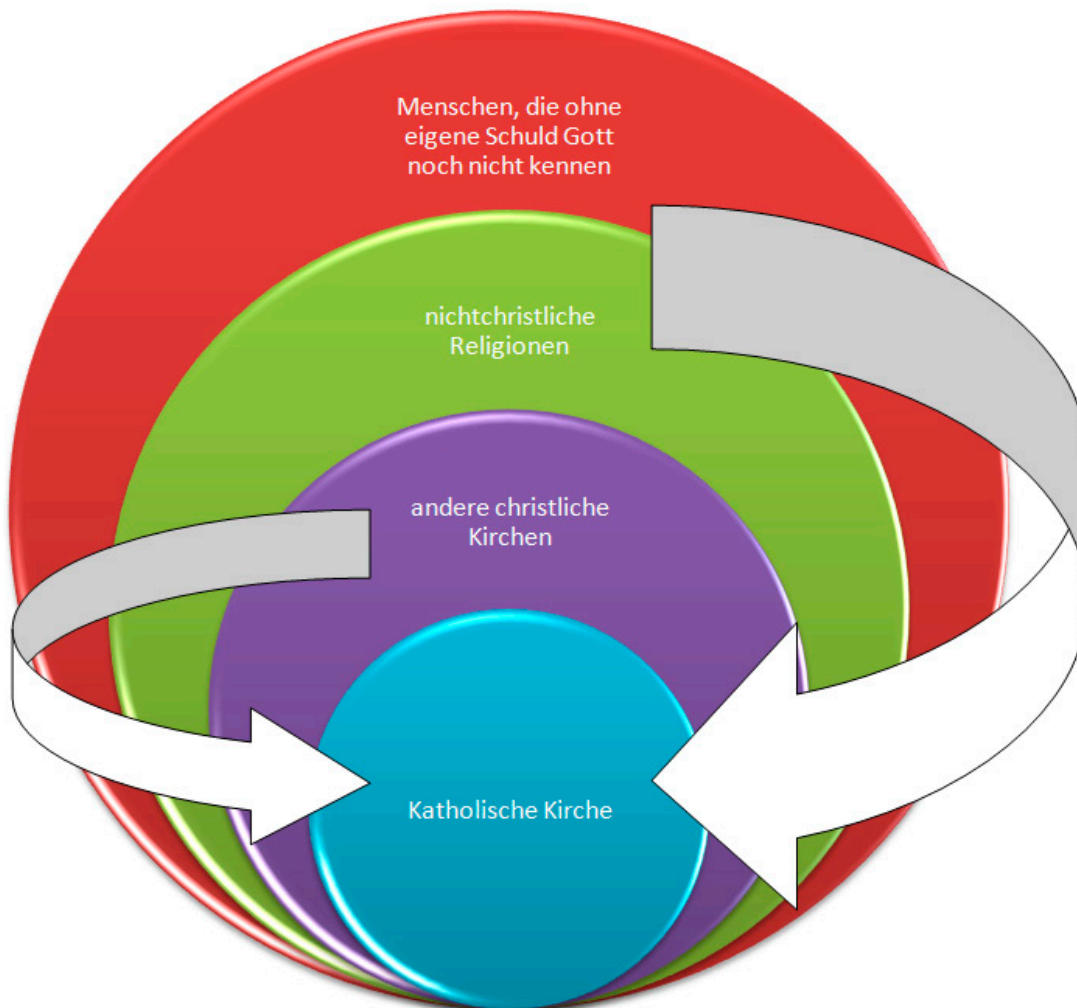 Menschen, die ohne
eigene Schuld Gott
noch nicht kennen
nichtchristliche
Religionen
andere christliche
Kirchen
Katholische Kirche